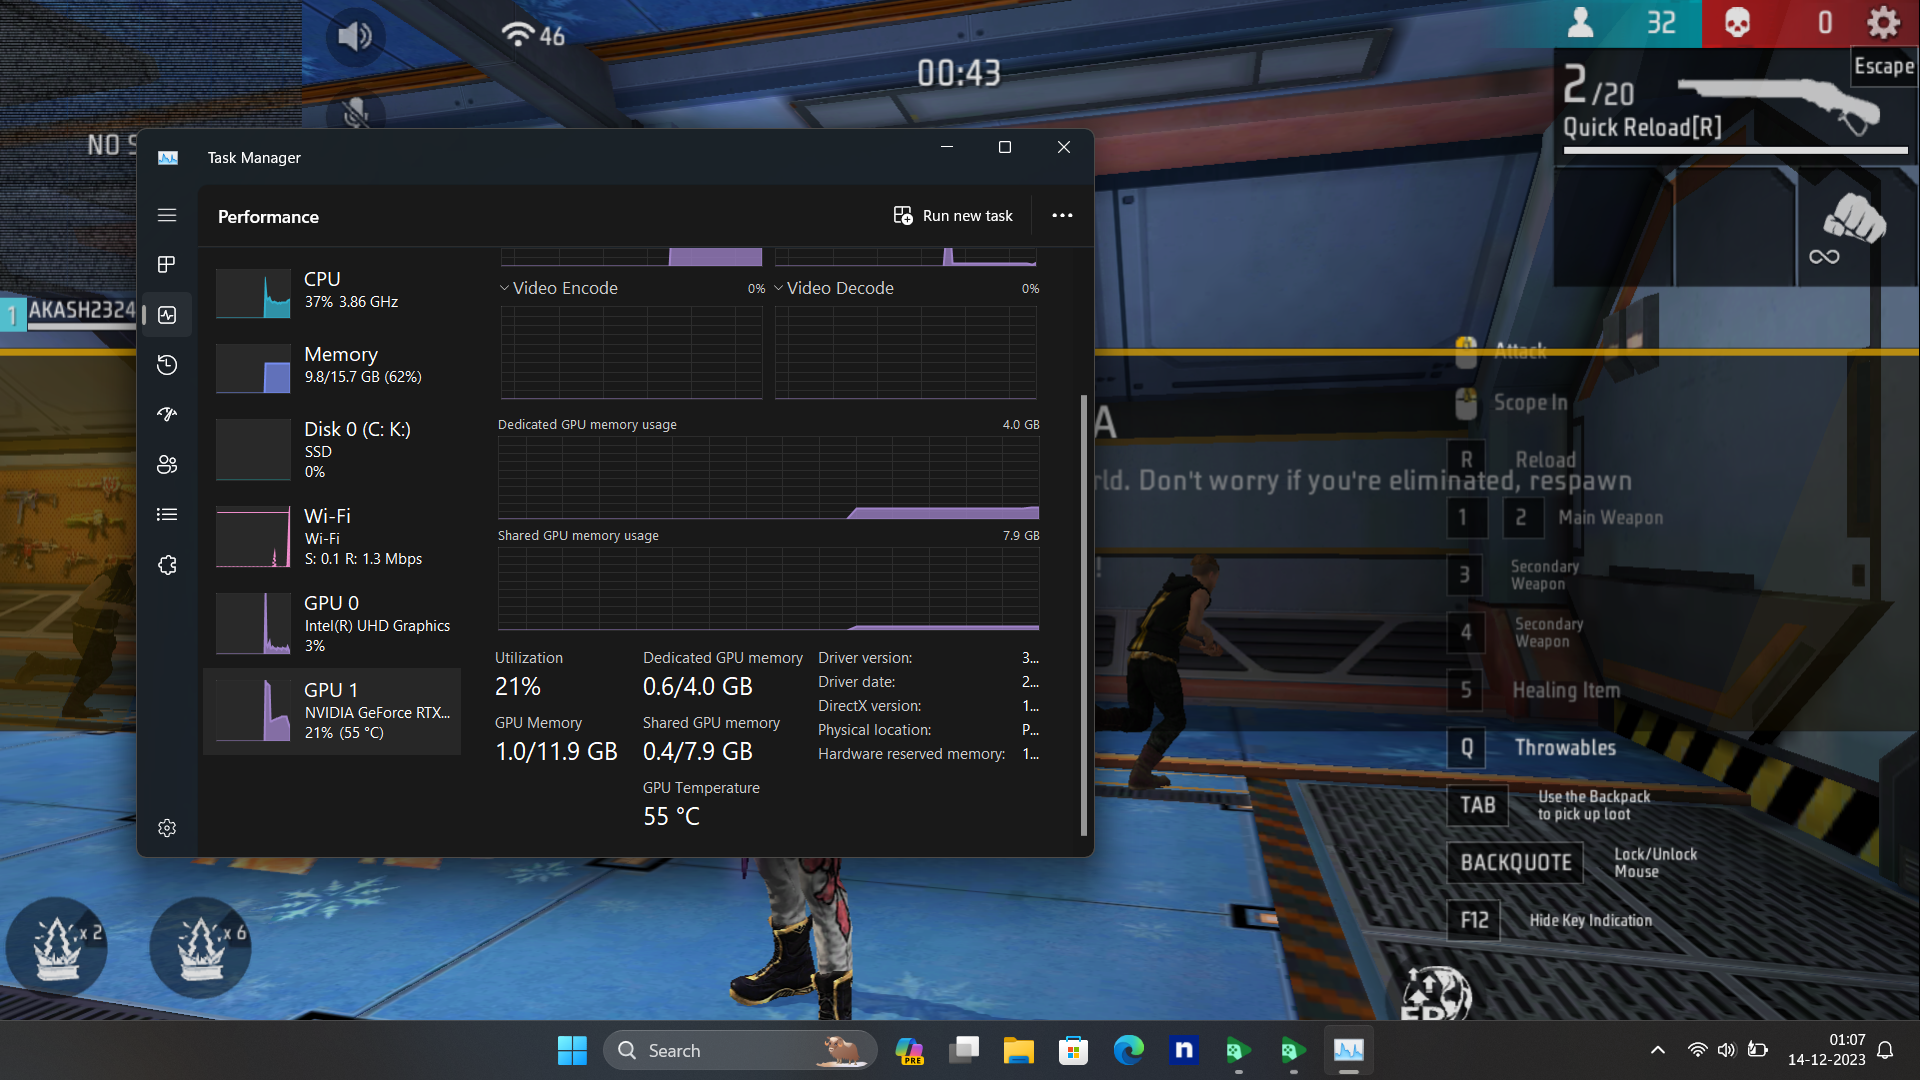 46
00:43
32
0
Escape
2/20
Quick Reload[R]
NO S
Task Manager
Performance
Run new task
1
AKASH2324
CPU
37% 3.86 GHz
Memory
9.8/15.7 GB (62%)
Disk 0 (C: K:)
SSD
0%
Wi-Fi
Wi-Fi
S: 0.1 R: 1.3 Mbps
GPU 0
Intel(R) UHD Graphics
3%
GPU 1
NVIDIA GeForce RTX...
21% (55 °C)
Video Encode 0%
Video Decode 0%
Dedicated GPU memory usage 4.0 GB
Shared GPU memory usage 7.9 GB
Utilization
21%
Dedicated GPU memory
0.6/4.0 GB
GPU Memory
1.0/11.9 GB
Shared GPU memory
0.4/7.9 GB
GPU Temperature
55 °C
Driver version: 3...
Driver date: 2...
DirectX version: 1...
Physical location: P...
Hardware reserved memory: 1...
A
rld. Don't worry if you're eliminated, respawn
!
Attack
Scope In
R Reload
1 2 Main Weapon
3 Secondary
Weapon
4 Secondary
Weapon
5 Healing Item
Q Throwables
TAB Use the Backpack
to pick up loot
BACKQUOTE Lock/Unlock
Mouse
F12 Hide Key Indication
EP
x 2
x 6
Search
PRE
n
01:07
14-12-2023